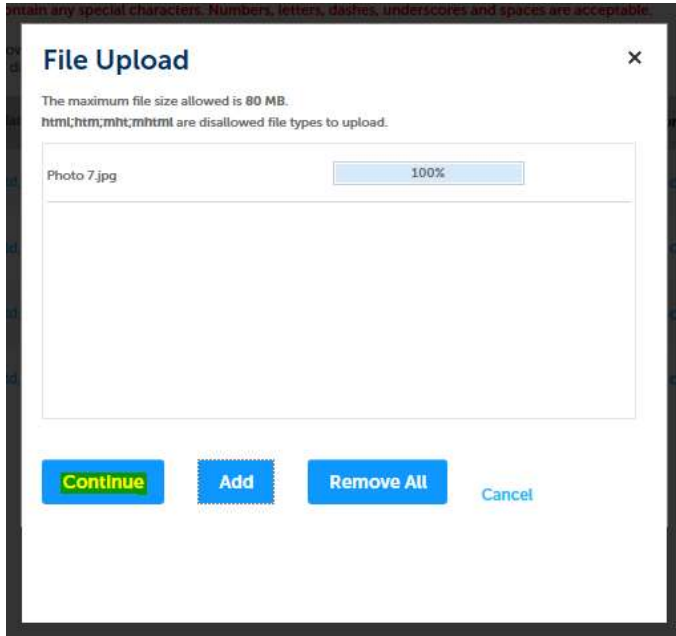 ontain any special characters. Numbers, letters, dashes, underscores and spaces are acceptable.
File Upload
×
The maximum file size allowed is 80 MB.
html;htm;mht;mhtml are disallowed file types to upload.
Photo 7.jpg
100%
Continue
Add
Remove All
Cancel